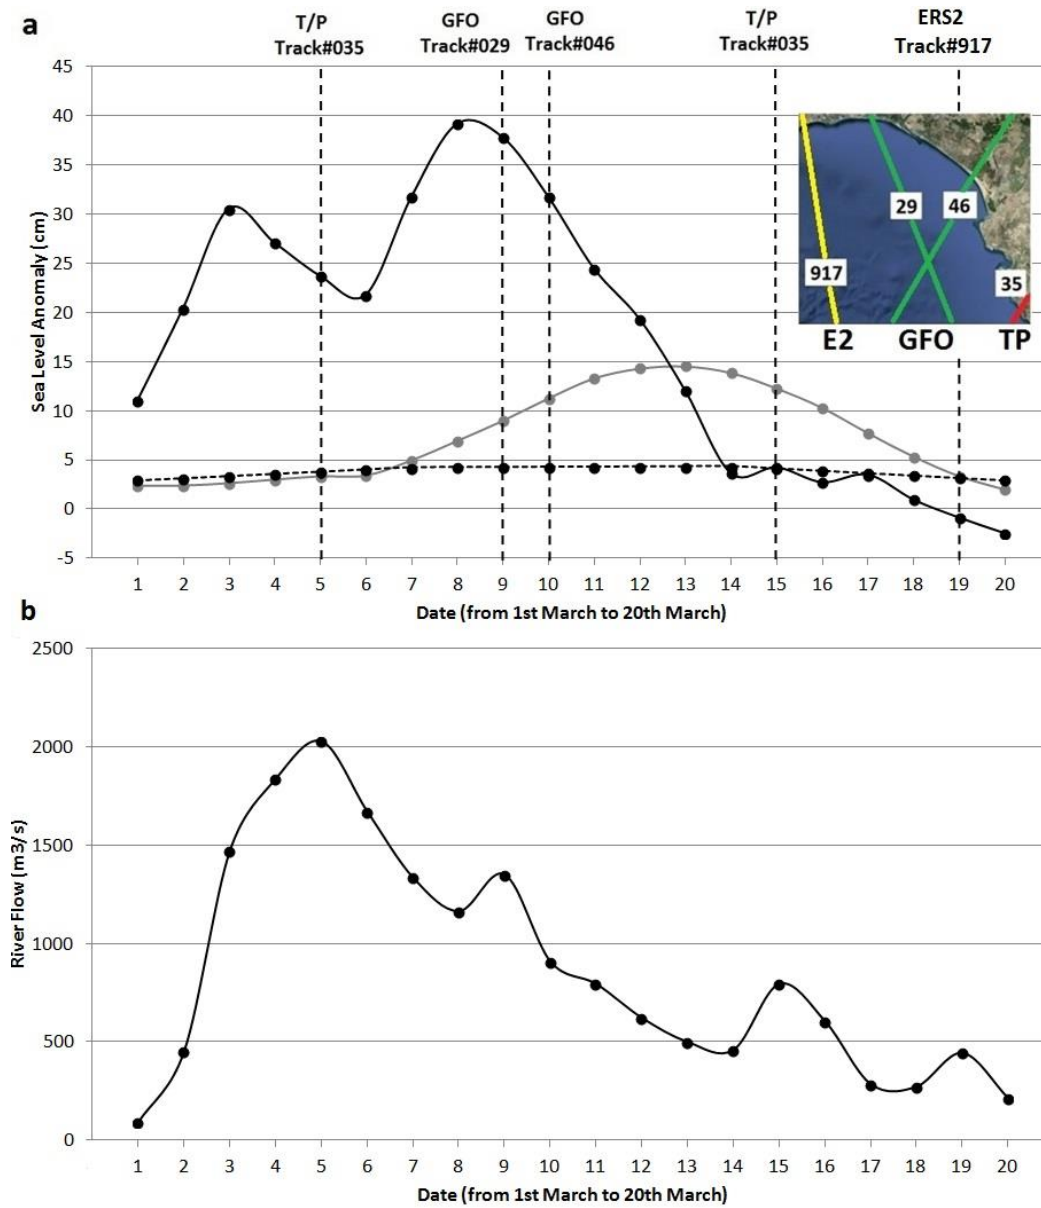 a
T/P
Track#035
GFO
Track#029
GFO
Track#046
T/P
Track#035
ERS2
Track#917
45
40
35
30
25
20
15
10
5
0
-5
Sea Level Anomaly (cm)
29
46
917
35
E2
GFO
TP
1 2 3 4 5 6 7 8 9 10 11 12 13 14 15 16 17 18 19 20
Date (from 1st March to 20th March)
b
2500
2000
1500
1000
500
0
River Flow (m3/s)
1 2 3 4 5 6 7 8 9 10 11 12 13 14 15 16 17 18 19 20
Date (from 1st March to 20th March)